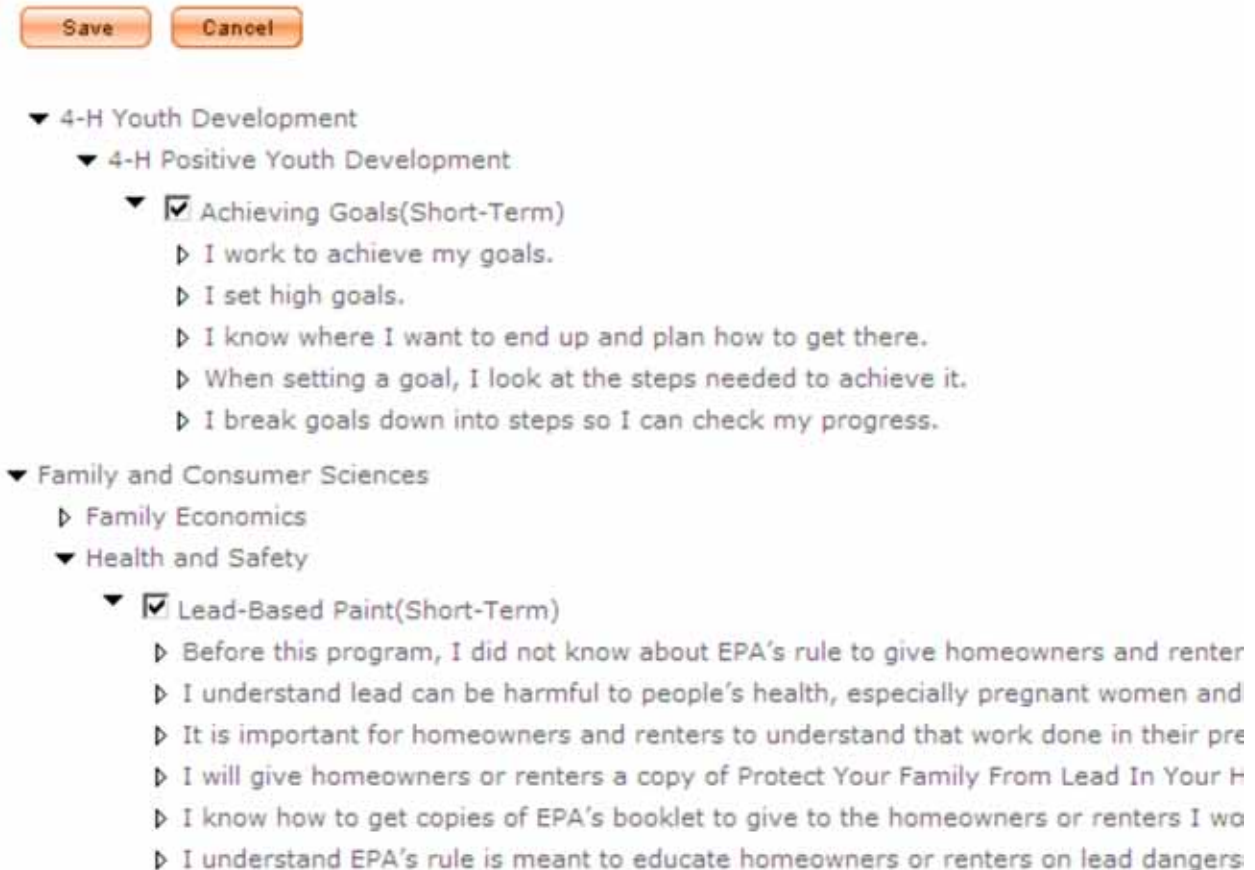 Save Cancel
4-H Youth Development
4-H Positive Youth Development
Achieving Goals(Short-Term)
I work to achieve my goals.
I set high goals.
I know where I want to end up and plan how to get there.
When setting a goal, I look at the steps needed to achieve it.
I break goals down into steps so I can check my progress.
Family and Consumer Sciences
Family Economics
Health and Safety
Lead-Based Paint(Short-Term)
Before this program, I did not know about EPA's rule to give homeowners and renter
I understand lead can be harmful to people's health, especially pregnant women and
It is important for homeowners and renters to understand that work done in their pre
I will give homeowners or renters a copy of Protect Your Family From Lead In Your H
I know how to get copies of EPA's booklet to give to the homeowners or renters I wo
I understand EPA's rule is meant to educate homeowners or renters on lead dangers